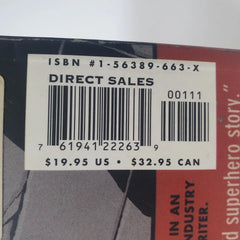 ISBN #1-56389-663-X
DIRECT SALES
00111
7 61941 22263 9
$19.95 US • $32.95 CAN
d superhero story."
IN AN
INDUSTRY
RITER.